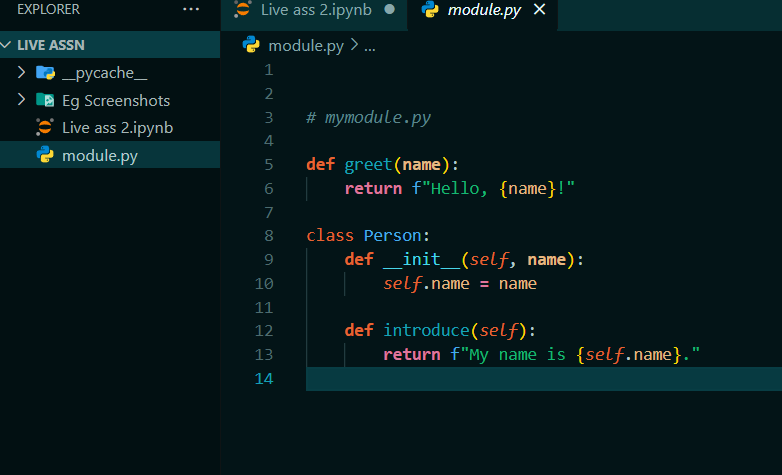 EXPLORER ...
LIVE ASSN
__pycache__
Eg Screenshots
Live ass 2.ipynb
module.py
Live ass 2.ipynb
module.py
module.py > ...
1
2
3 # mymodule.py
4
5 def greet(name):
6 return f"Hello, {name}!"
7
8 class Person:
9 def __init__(self, name):
10 self.name = name
11
12 def introduce(self):
13 return f"My name is {self.name}."
14